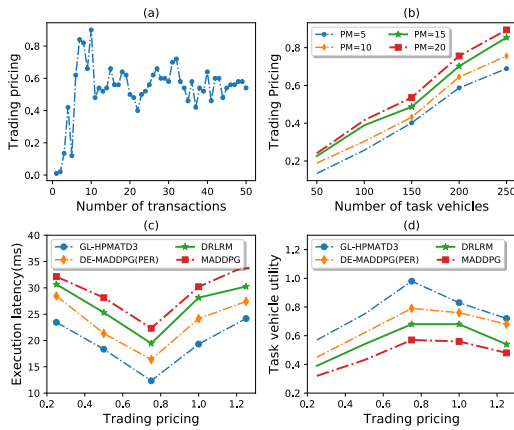 (a)
Trading pricing
0.8
0.6
0.4
0.2
0.0
0 10 20 30 40 50
Number of transactions
(b)
PM=5 PM=15
PM=10 PM=20
Trading Pricing
0.8
0.6
0.4
0.2
50 100 150 200 250
Number of task vehicles
(c)
GL-HPMATD3 DRLRM
DE-MADDPG(PER) MADDPG
Execution latency(ms)
40
35
30
25
20
15
10
0.2 0.4 0.6 0.8 1.0 1.2
Trading pricing
(d)
GL-HPMATD3 DRLRM
DE-MADDPG(PER) MADDPG
Task vehicle utility
1.2
1.0
0.8
0.6
0.4
0.2
0.2 0.4 0.6 0.8 1.0 1.2
Trading pricing